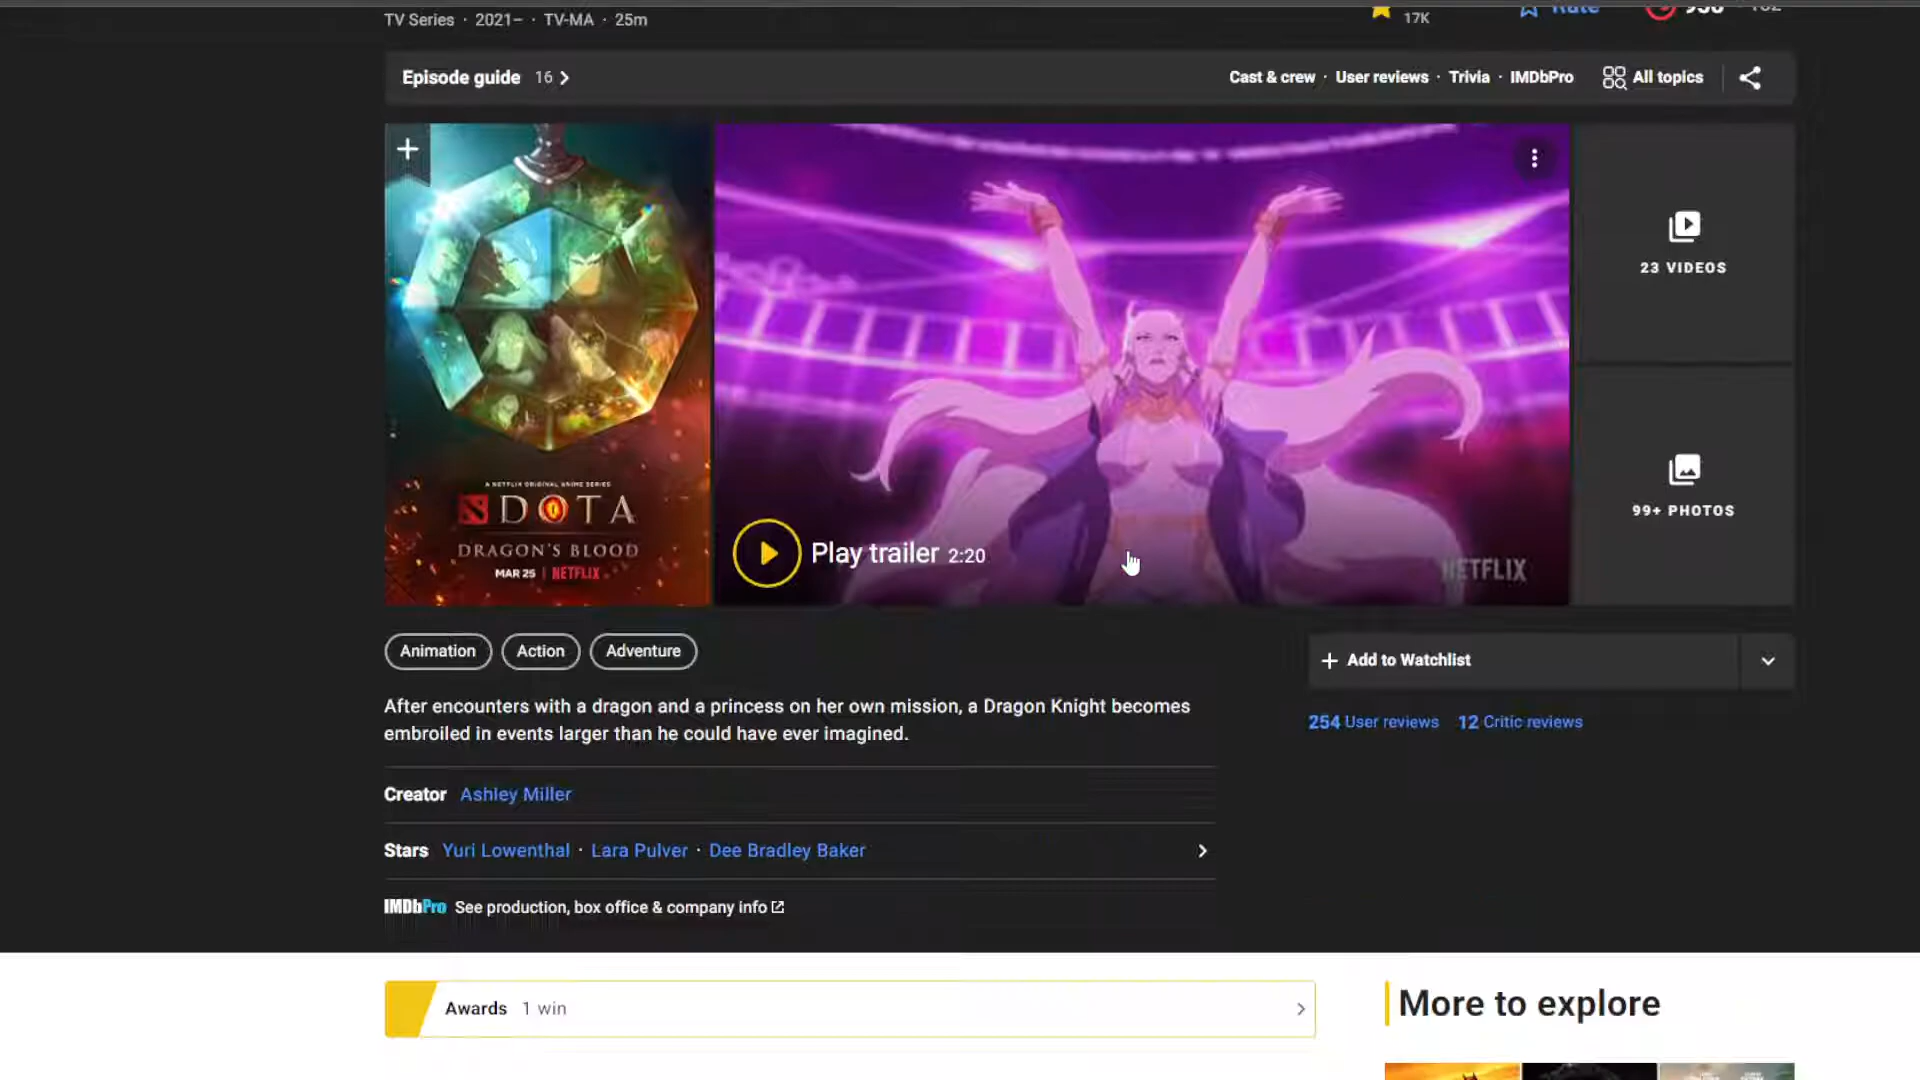 TV Series · 2021– · TV-MA · 25m
17K
Rate
Episode guide 16
Cast & crew · User reviews · Trivia · IMDbPro
All topics
A NETFLIX ORIGINAL ANIME SERIES
DOTA
DRAGON'S BLOOD
MAR 25 | NETFLIX
Play trailer 2:20
NETFLIX
23 VIDEOS
99+ PHOTOS
Animation
Action
Adventure
Add to Watchlist
After encounters with a dragon and a princess on her own mission, a Dragon Knight becomes
embroiled in events larger than he could have ever imagined.
254 User reviews 12 Critic reviews
Creator Ashley Miller
Stars Yuri Lowenthal · Lara Pulver · Dee Bradley Baker
IMDbPro See production, box office & company info
Awards 1 win
More to explore